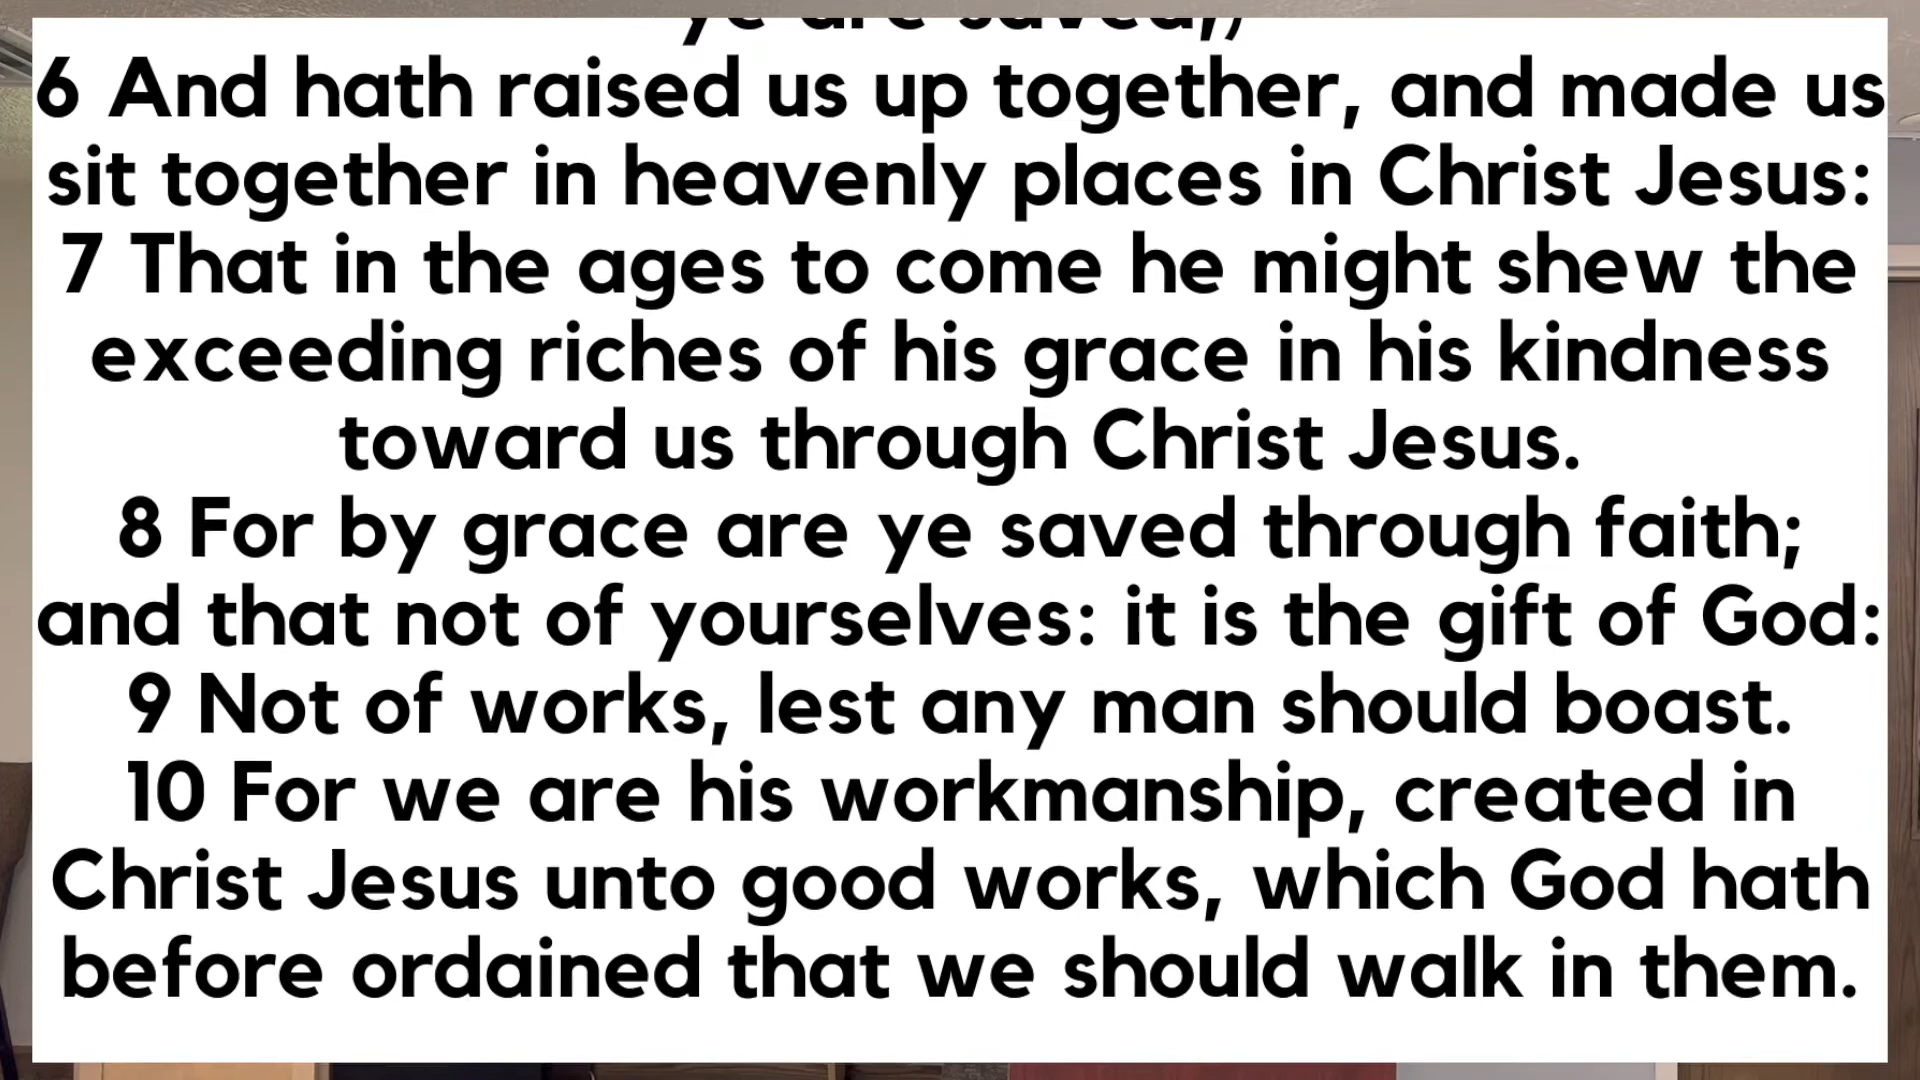 ye are saved;)
6 And hath raised us up together, and made us
sit together in heavenly places in Christ Jesus:
7 That in the ages to come he might shew the
exceeding riches of his grace in his kindness
toward us through Christ Jesus.
8 For by grace are ye saved through faith;
and that not of yourselves: it is the gift of God:
9 Not of works, lest any man should boast.
10 For we are his workmanship, created in
Christ Jesus unto good works, which God hath
before ordained that we should walk in them.